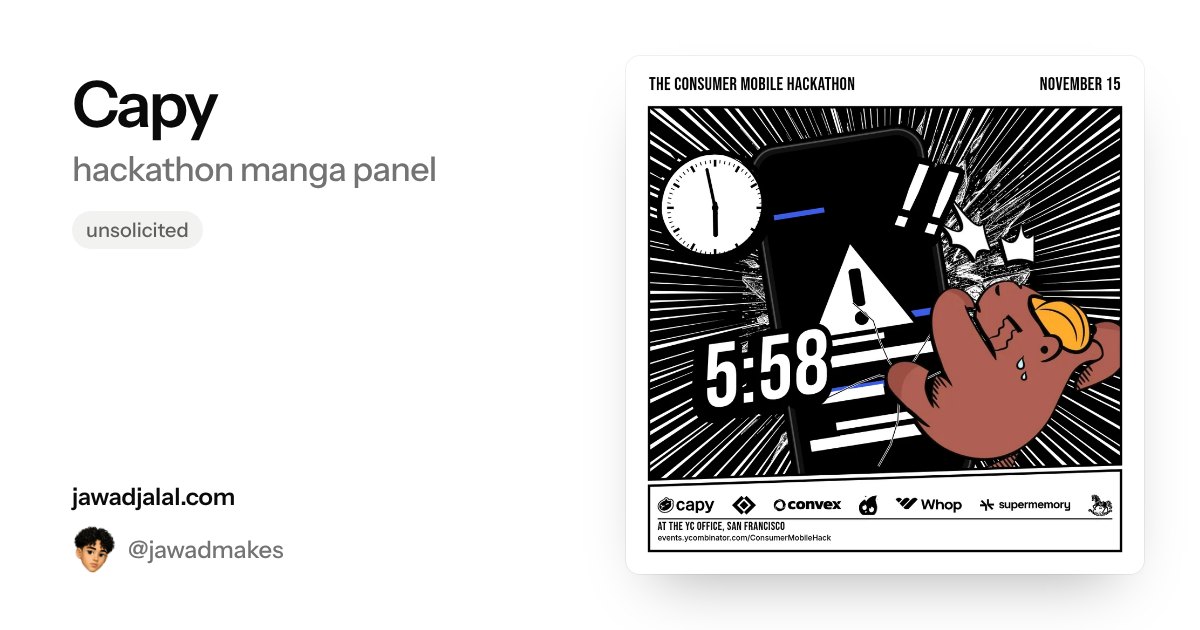 Capy
hackathon manga panel
unsolicited
jawadjalal.com
@jawadmakes
THE CONSUMER MOBILE HACKATHON
NOVEMBER 15
!!
!
5:58
capy
convex
Whop
supermemory
AT THE YC OFFICE, SAN FRANCISCO
events.ycombinator.com/ConsumerMobileHack